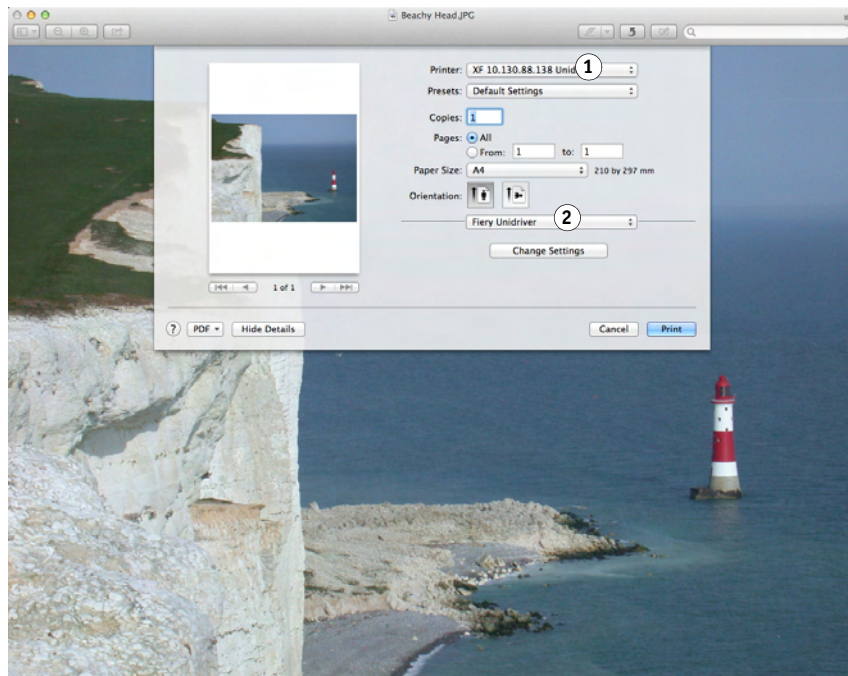 Beachy Head.JPG
Printer: XF 10.130.88.138 Unid 1
Presets: Default Settings
Copies: 1
Pages: All
From: 1 to: 1
Paper Size: A4 210 by 297 mm
Orientation:
Fiery Unidriver 2
Change Settings
1 of 1
? PDF Hide Details Cancel Print